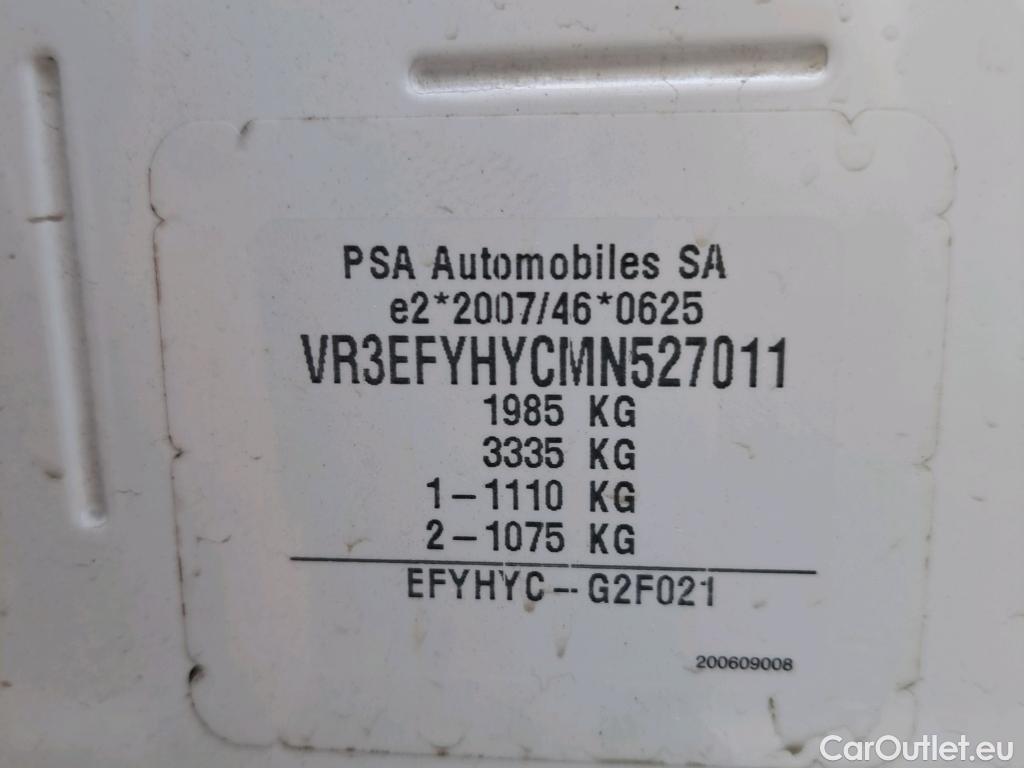 PSA Automobiles SA
e2*2007/46*0625
VR3EFYHYCMN527011
1985 KG
3335 KG
1-1110 KG
2-1075 KG
EFYHYC-- G2F021
200609008
CarOutlet.eu